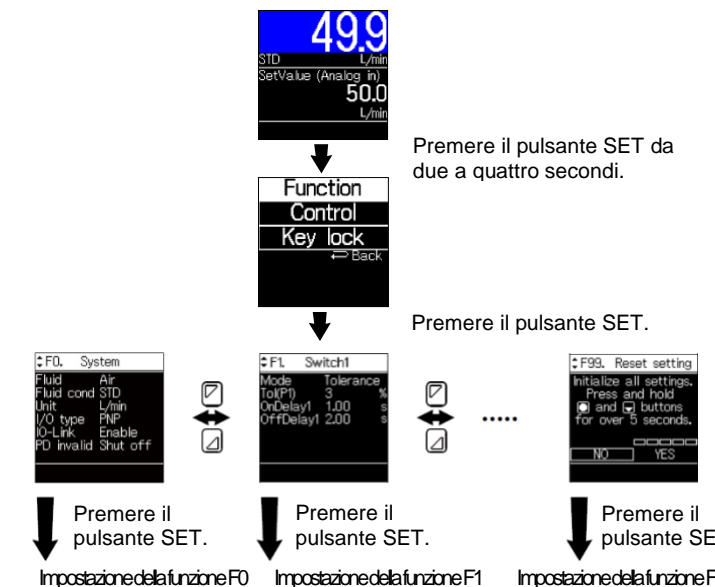 49.9
STD L/min
SetValue (Analog in)
50.0
L/min
Premere il pulsante SET da
due a quattro secondi.
Function
Control
Key lock
Back
Premere il pulsante SET.
F0. System
Fluid Air
Fluid cond STD
Unit L/min
I/O type PNP
IO-Link Enable
PD invalid Shut off
F1. Switch1
Mode Tolerance
Tol(P1) 3 %
OnDelay1 1.00 s
OffDelay1 2.00 s
.....
F99. Reset setting
Initialize all settings.
Press and hold
and buttons
for over 5 seconds.
NO YES
Premere il
pulsante SET.
Premere il
pulsante SET.
Premere il
pulsante SE
Impostazione della funzione F0
Impostazione della funzione F1
Impostazione della funzione F